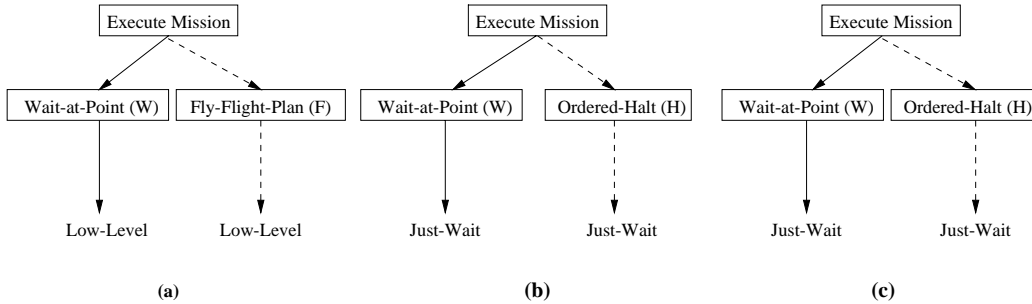 Execute Mission Execute Mission Execute Mission
Wait-at-Point (W) Fly-Flight-Plan (F) Wait-at-Point (W) Ordered-Halt (H) Wait-at-Point (W) Ordered-Halt (H)
Low-Level Low-Level Just-Wait Just-Wait Just-Wait Just-Wait
(a) (b) (c)